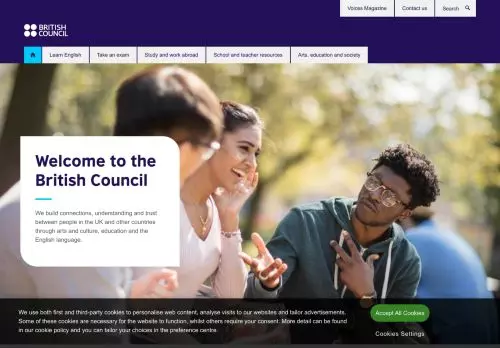 Voices Magazine
Contact us
Search
BRITISH
COUNCIL
Learn English
Take an exam
Study and work abroad
School and teacher resources
Arts, education and society
Welcome to the
British Council
We build connections, understanding and trust
between people in the UK and other countries
through arts and culture, education and the
English language.
We use both first and third-party cookies to personalise web content, analyse visits to our websites and tailor advertisements.
Some of these cookies are necessary for the website to function, whilst others require your consent. More detail can be found
in our cookie policy and you can tailor your choices in the preference centre.
Accept All Cookies
Cookies Settings